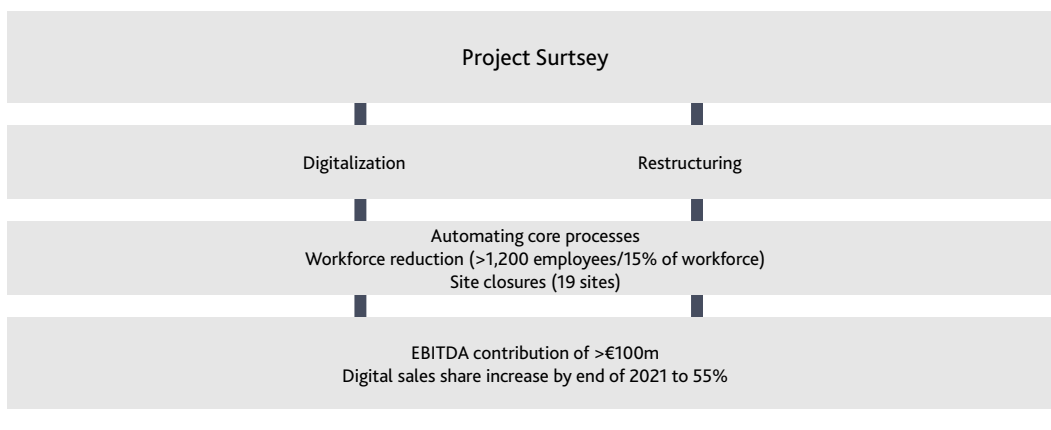 Project Surtsey
Digitalization
Restructuring
Automating core processes
Workforce reduction (>1,200 employees/15% of workforce)
Site closures (19 sites)
EBITDA contribution of >€100m
Digital sales share increase by end of 2021 to 55%